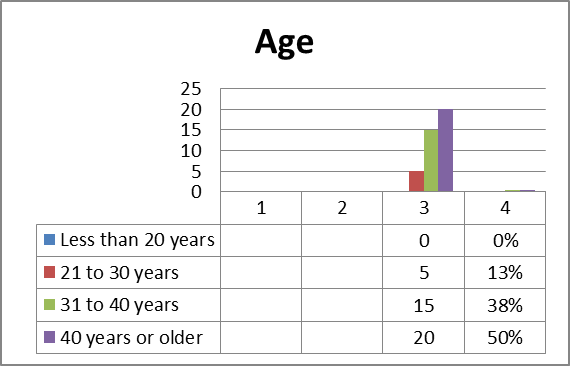 Age
25
20
15
10
5
0
1 2 3 4
Less than 20 years 0 0%
21 to 30 years 5 13%
31 to 40 years 15 38%
40 years or older 20 50%